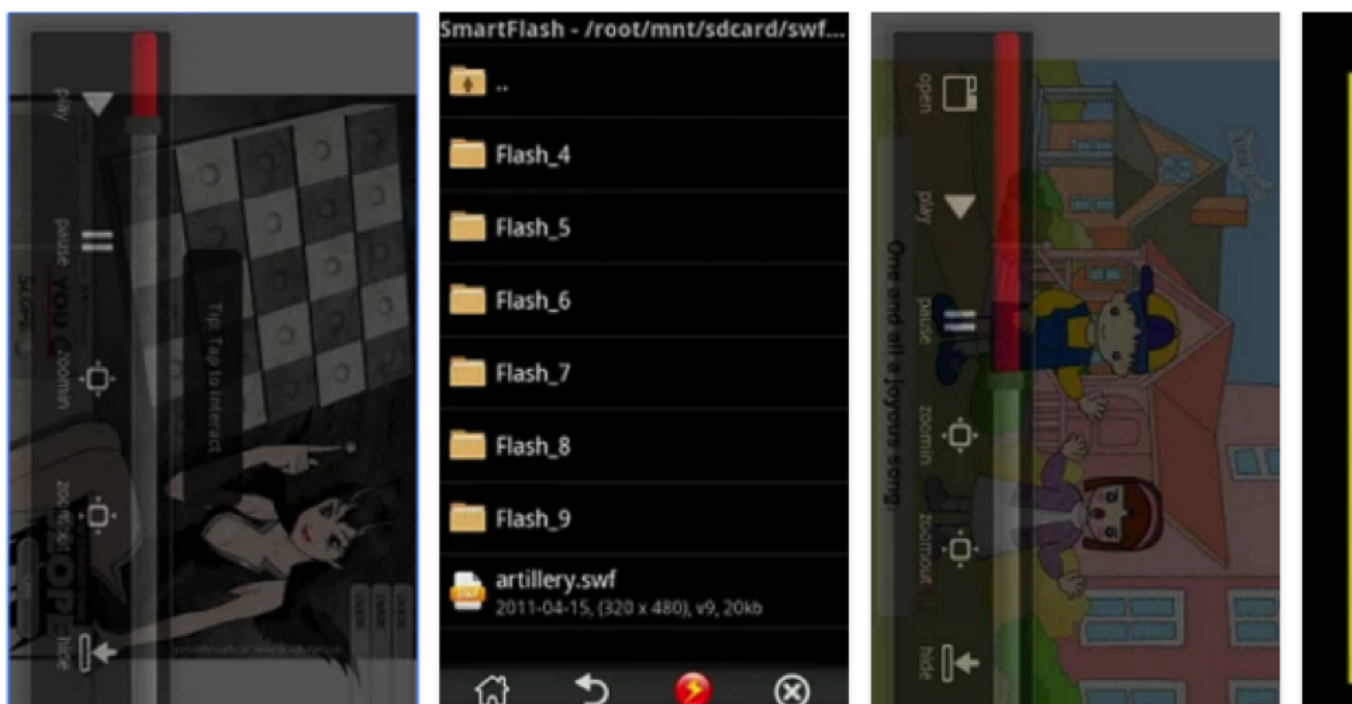 play
pause
YOU
SCORE
zoomin
zoomout
hide
Tip: Tap to interact
SmartFlash - /root/mnt/sdcard/swf...
..
Flash_4
Flash_5
Flash_6
Flash_7
Flash_8
Flash_9
artillery.swf
2011-04-15, (320 x 480), v9, 20kb
open
play
pause
zoomin
zoomout
hide
One and all a joyous song.